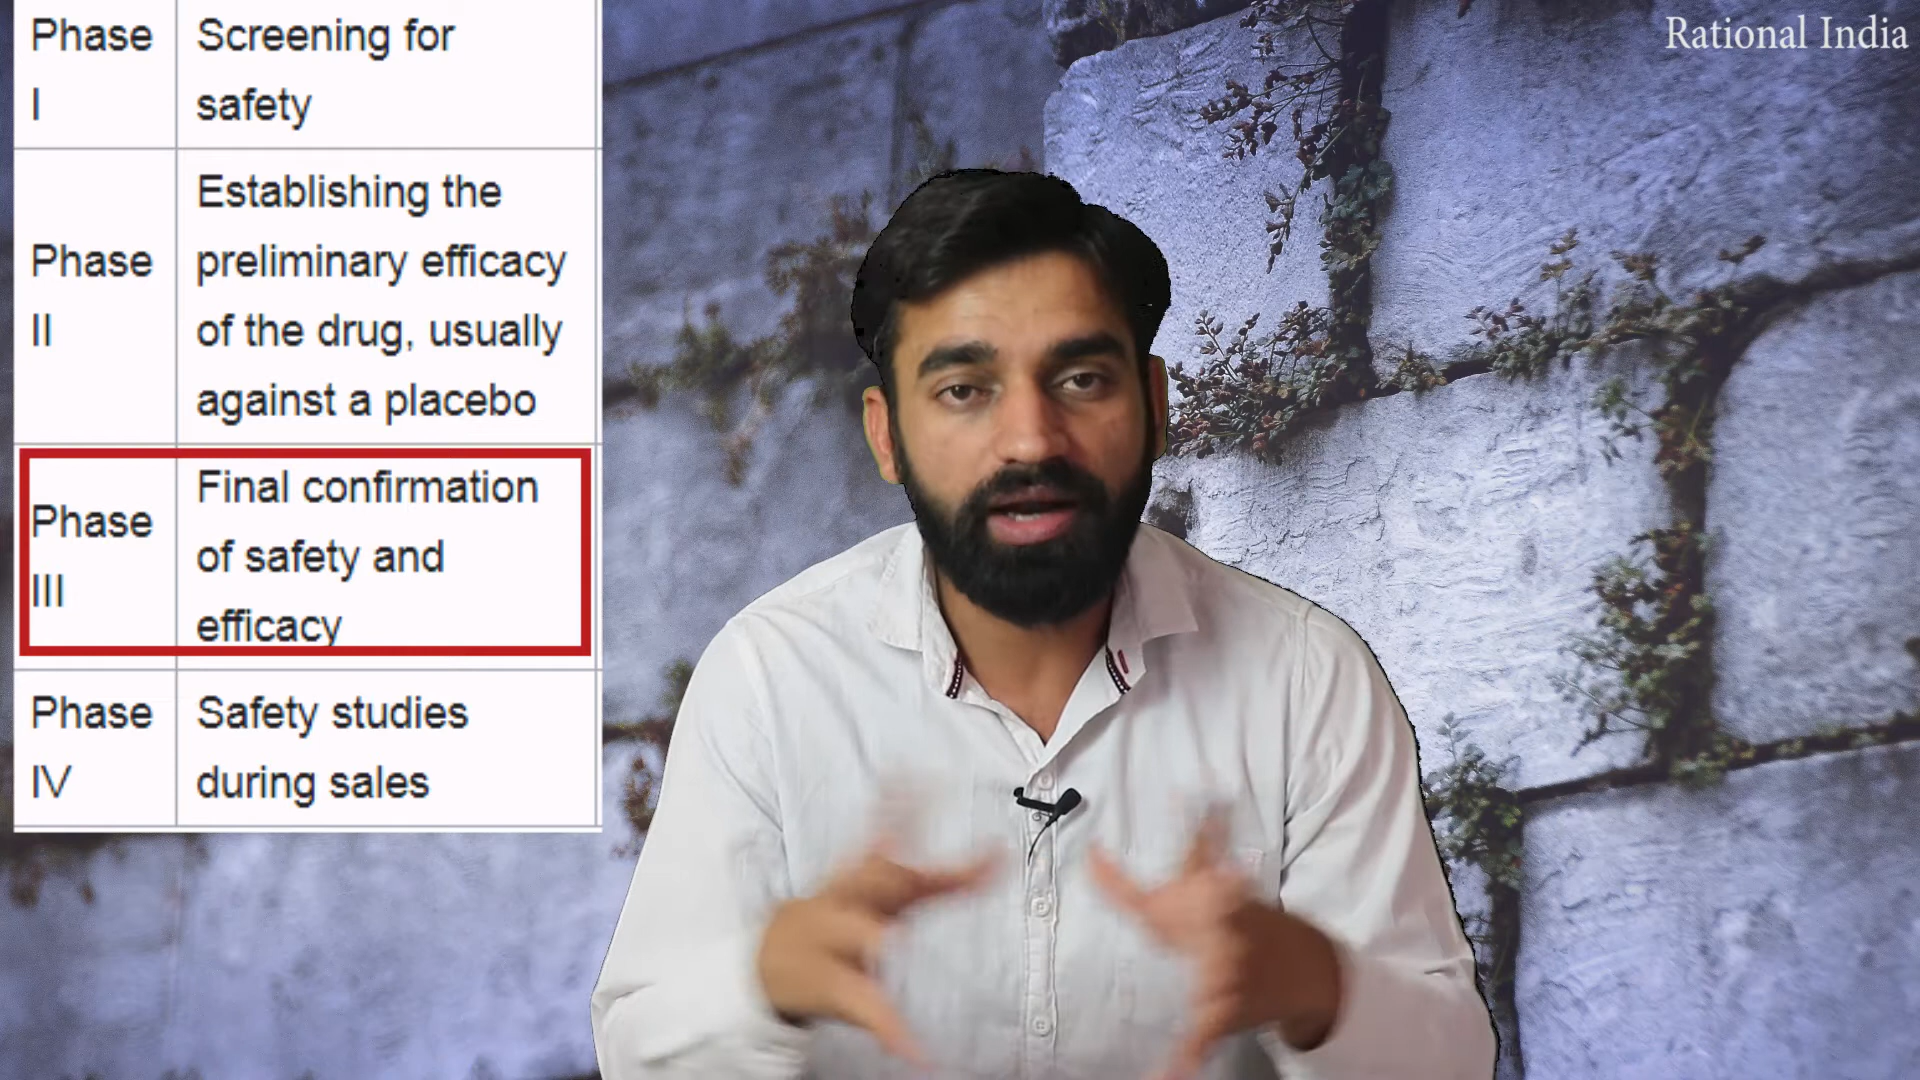 Phase
I
Screening for
safety
Phase
II
Establishing the
preliminary efficacy
of the drug, usually
against a placebo
Phase
III
Final confirmation
of safety and
efficacy
Phase
IV
Safety studies
during sales
Rational India